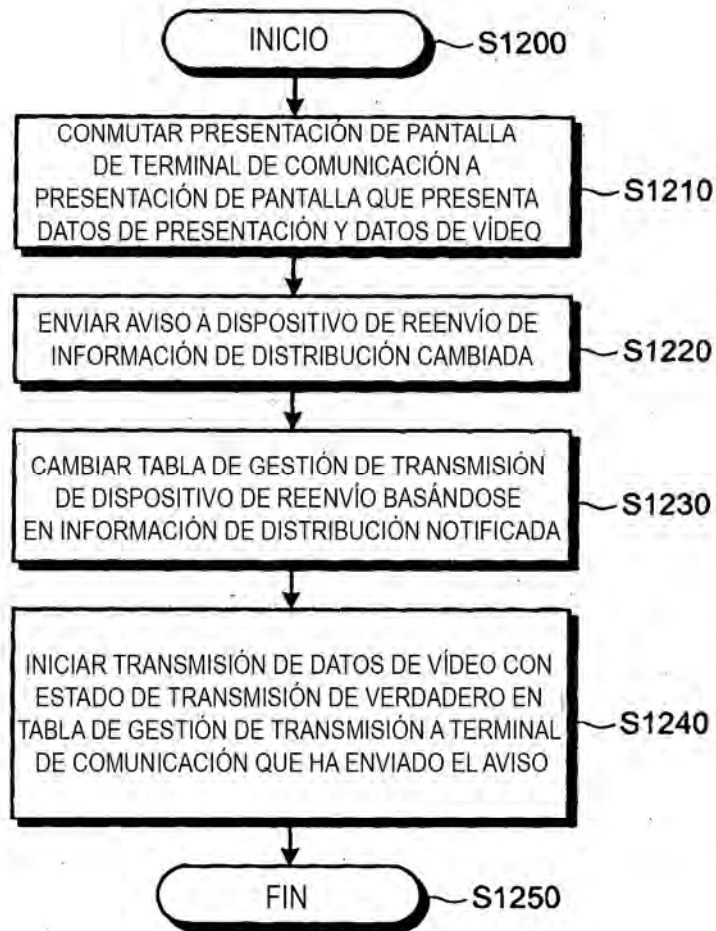 INICIO
S1200
CONMUTAR PRESENTACIÓN DE PANTALLA
DE TERMINAL DE COMUNICACIÓN A
PRESENTACIÓN DE PANTALLA QUE PRESENTA
DATOS DE PRESENTACIÓN Y DATOS DE VÍDEO
S1210
ENVIAR AVISO A DISPOSITIVO DE REENVÍO DE
INFORMACIÓN DE DISTRIBUCIÓN CAMBIADA
S1220
CAMBIAR TABLA DE GESTIÓN DE TRANSMISIÓN
DE DISPOSITIVO DE REENVÍO BASÁNDOSE
EN INFORMACIÓN DE DISTRIBUCIÓN NOTIFICADA
S1230
INICIAR TRANSMISIÓN DE DATOS DE VÍDEO CON
ESTADO DE TRANSMISIÓN DE VERDADERO EN
TABLA DE GESTIÓN DE TRANSMISIÓN A TERMINAL
DE COMUNICACIÓN QUE HA ENVIADO EL AVISO
S1240
FIN
S1250